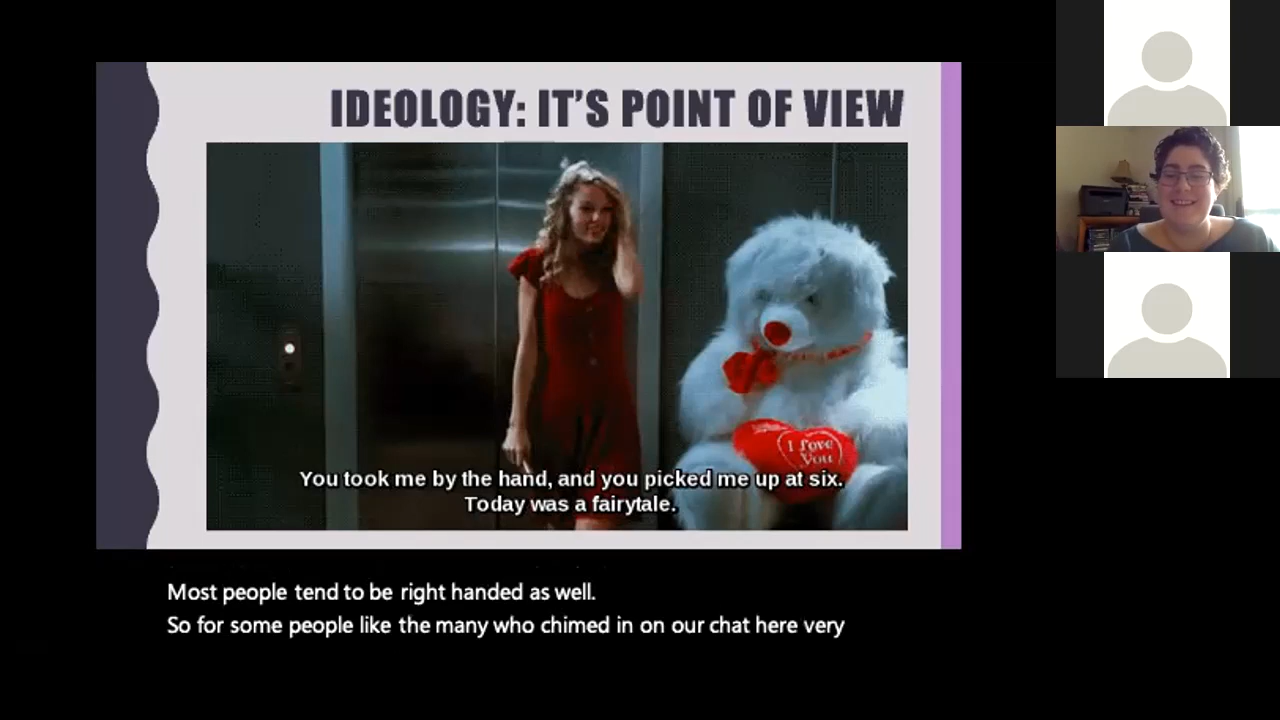 IDEOLOGY: IT'S POINT OF VIEW
I love
You
You took me by the hand, and you picked me up at six.
Today was a fairytale.
Most people tend to be right handed as well.
So for some people like the many who chimed in on our chat here very